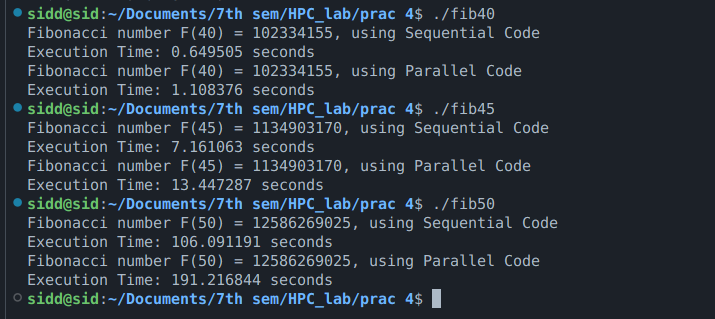 sidd@sid:~/Documents/7th sem/HPC_lab/prac 4$ ./fib40
Fibonacci number F(40) = 102334155, using Sequential Code
Execution Time: 0.649505 seconds
Fibonacci number F(40) = 102334155, using Parallel Code
Execution Time: 1.108376 seconds
sidd@sid:~/Documents/7th sem/HPC_lab/prac 4$ ./fib45
Fibonacci number F(45) = 1134903170, using Sequential Code
Execution Time: 7.161063 seconds
Fibonacci number F(45) = 1134903170, using Parallel Code
Execution Time: 13.447287 seconds
sidd@sid:~/Documents/7th sem/HPC_lab/prac 4$ ./fib50
Fibonacci number F(50) = 12586269025, using Sequential Code
Execution Time: 106.091191 seconds
Fibonacci number F(50) = 12586269025, using Parallel Code
Execution Time: 191.216844 seconds
sidd@sid:~/Documents/7th sem/HPC_lab/prac 4$